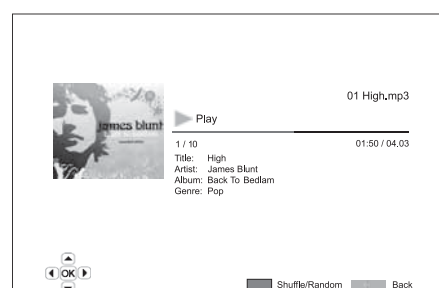 01 High.mp3
james blunt
Play
1 / 10
01:50 / 04.03
Title: High
Artist: James Blunt
Album: Back To Bedlam
Genre: Pop
OK
Shuffle/Random
Back